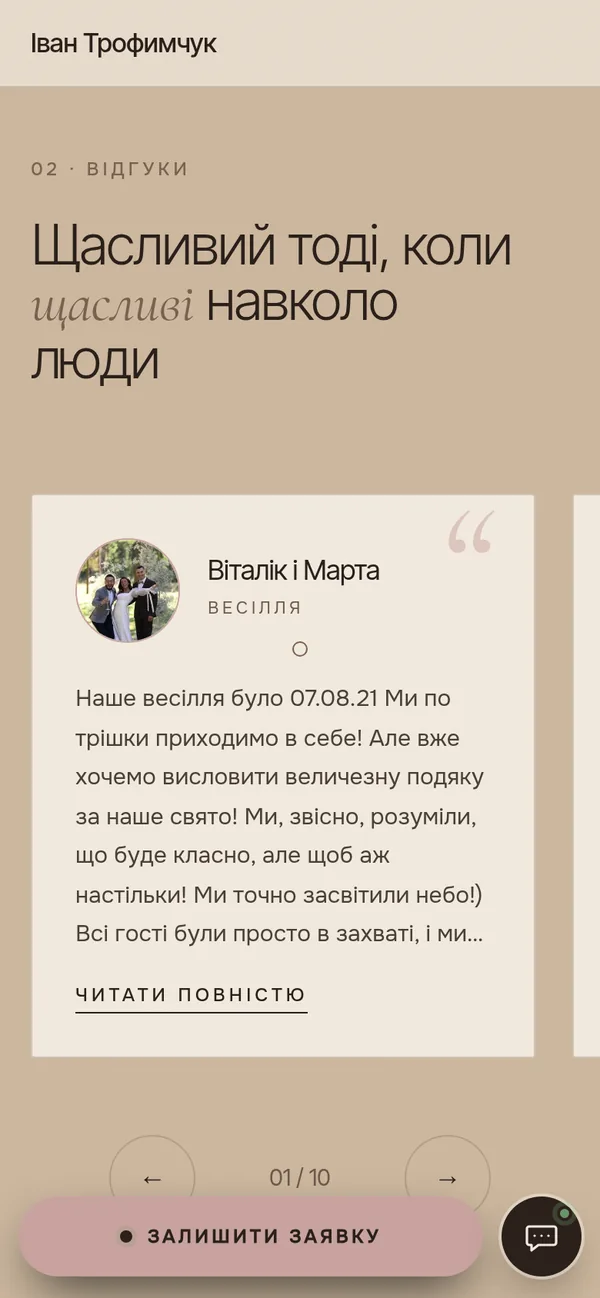 Іван Трофимчук
02 · ВІДГУКИ
Щасливий тоді, коли
щасливі навколо
люди
“
Віталік і Марта
ВЕСІЛЛЯ
Наше весілля було 07.08.21 Ми по
трішки приходимо в себе! Але вже
хочемо висловити величезну подяку
за наше свято! Ми, звісно, розуміли,
що буде класно, але щоб аж
настільки! Ми точно засвітили небо!)
Всі гості були просто в захваті, і ми...
ЧИТАТИ ПОВНІСТЮ
← 01 / 10 →
ЗАЛИШИТИ ЗАЯВКУ